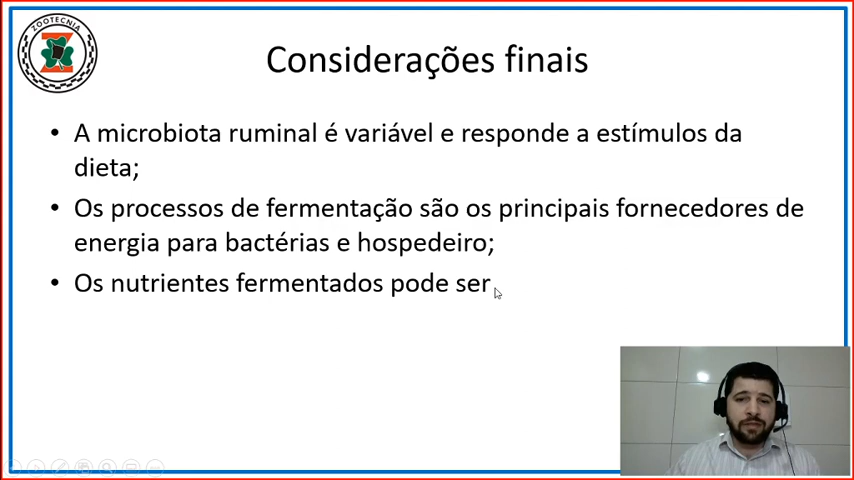 ZOOTECNIA
Z
Considerações finais
• A microbiota ruminal é variável e responde a estímulos da
dieta;
• Os processos de fermentação são os principais fornecedores de
energia para bactérias e hospedeiro;
• Os nutrientes fermentados pode ser